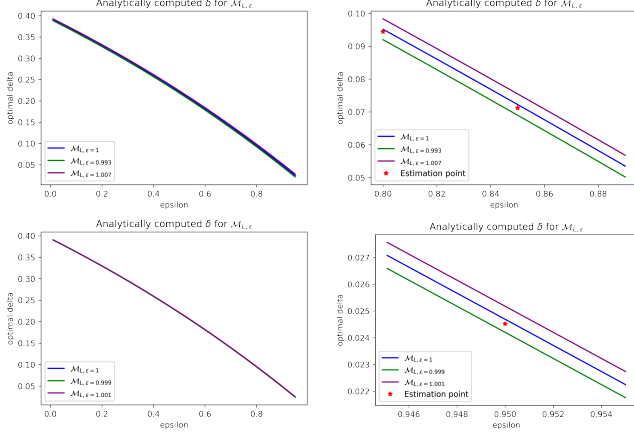 Analytically computed δ for ℳ_{L, ε}
0.40
0.35
0.30
0.25
0.20
0.15
0.10
0.05
optimal delta
ℳ_{L, ε = 1}
ℳ_{L, ε = 0.993}
ℳ_{L, ε = 1.007}
0.0 0.2 0.4 0.6 0.8
epsilon
Analytically computed δ for ℳ_{L, ε}
0.10
0.09
0.08
0.07
0.06
0.05
optimal delta
ℳ_{L, ε = 1}
ℳ_{L, ε = 0.993}
ℳ_{L, ε = 1.007}
Estimation point
0.80 0.82 0.84 0.86 0.88
epsilon
Analytically computed δ for ℳ_{L, ε}
0.40
0.35
0.30
0.25
0.20
0.15
0.10
0.05
optimal delta
ℳ_{L, ε = 1}
ℳ_{L, ε = 0.999}
ℳ_{L, ε = 1.001}
0.0 0.2 0.4 0.6 0.8
epsilon
Analytically computed δ for ℳ_{L, ε}
0.027
0.026
0.025
0.024
0.023
0.022
optimal delta
ℳ_{L, ε = 1}
ℳ_{L, ε = 0.999}
ℳ_{L, ε = 1.001}
Estimation point
0.946 0.948 0.950 0.952 0.954
epsilon